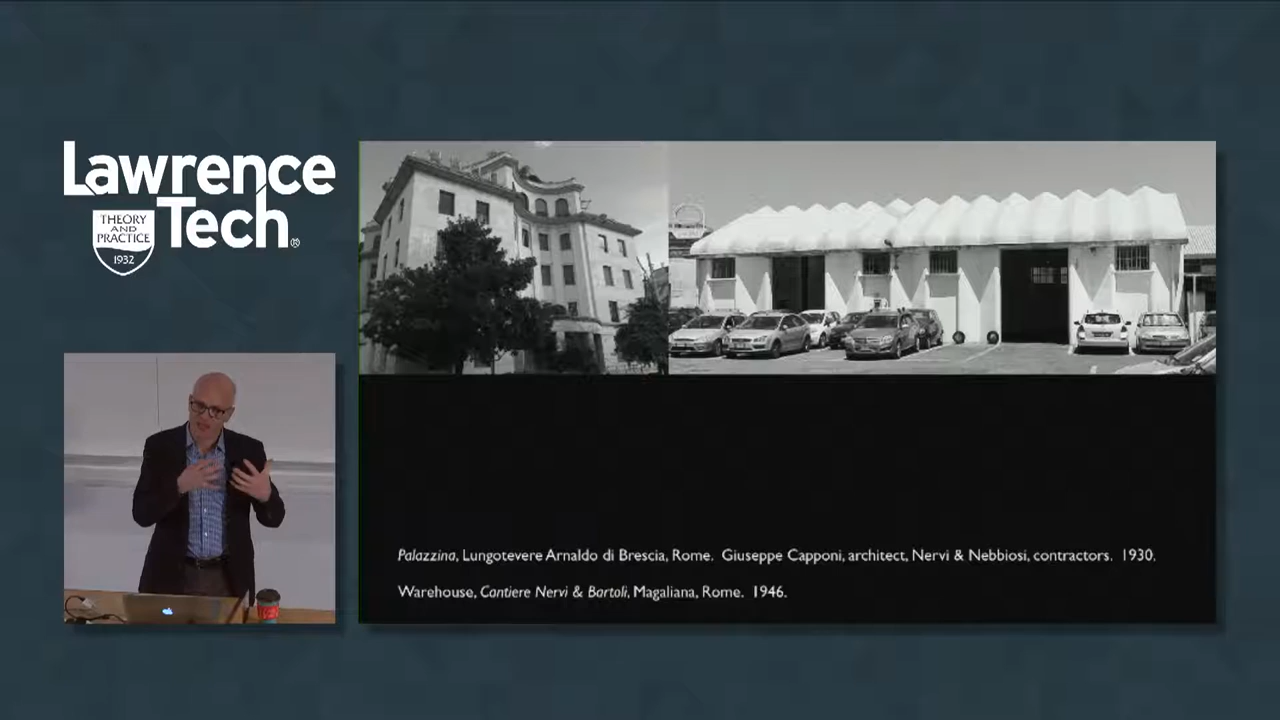 Lawrence
Tech®
THEORY
AND
PRACTICE
1932
Palazzina, Lungotevere Arnaldo di Brescia, Rome.  Giuseppe Capponi, architect, Nervi & Nebbiosi, contractors.  1930.
Warehouse, Cantiere Nervi & Bartoli, Magaliana, Rome.  1946.